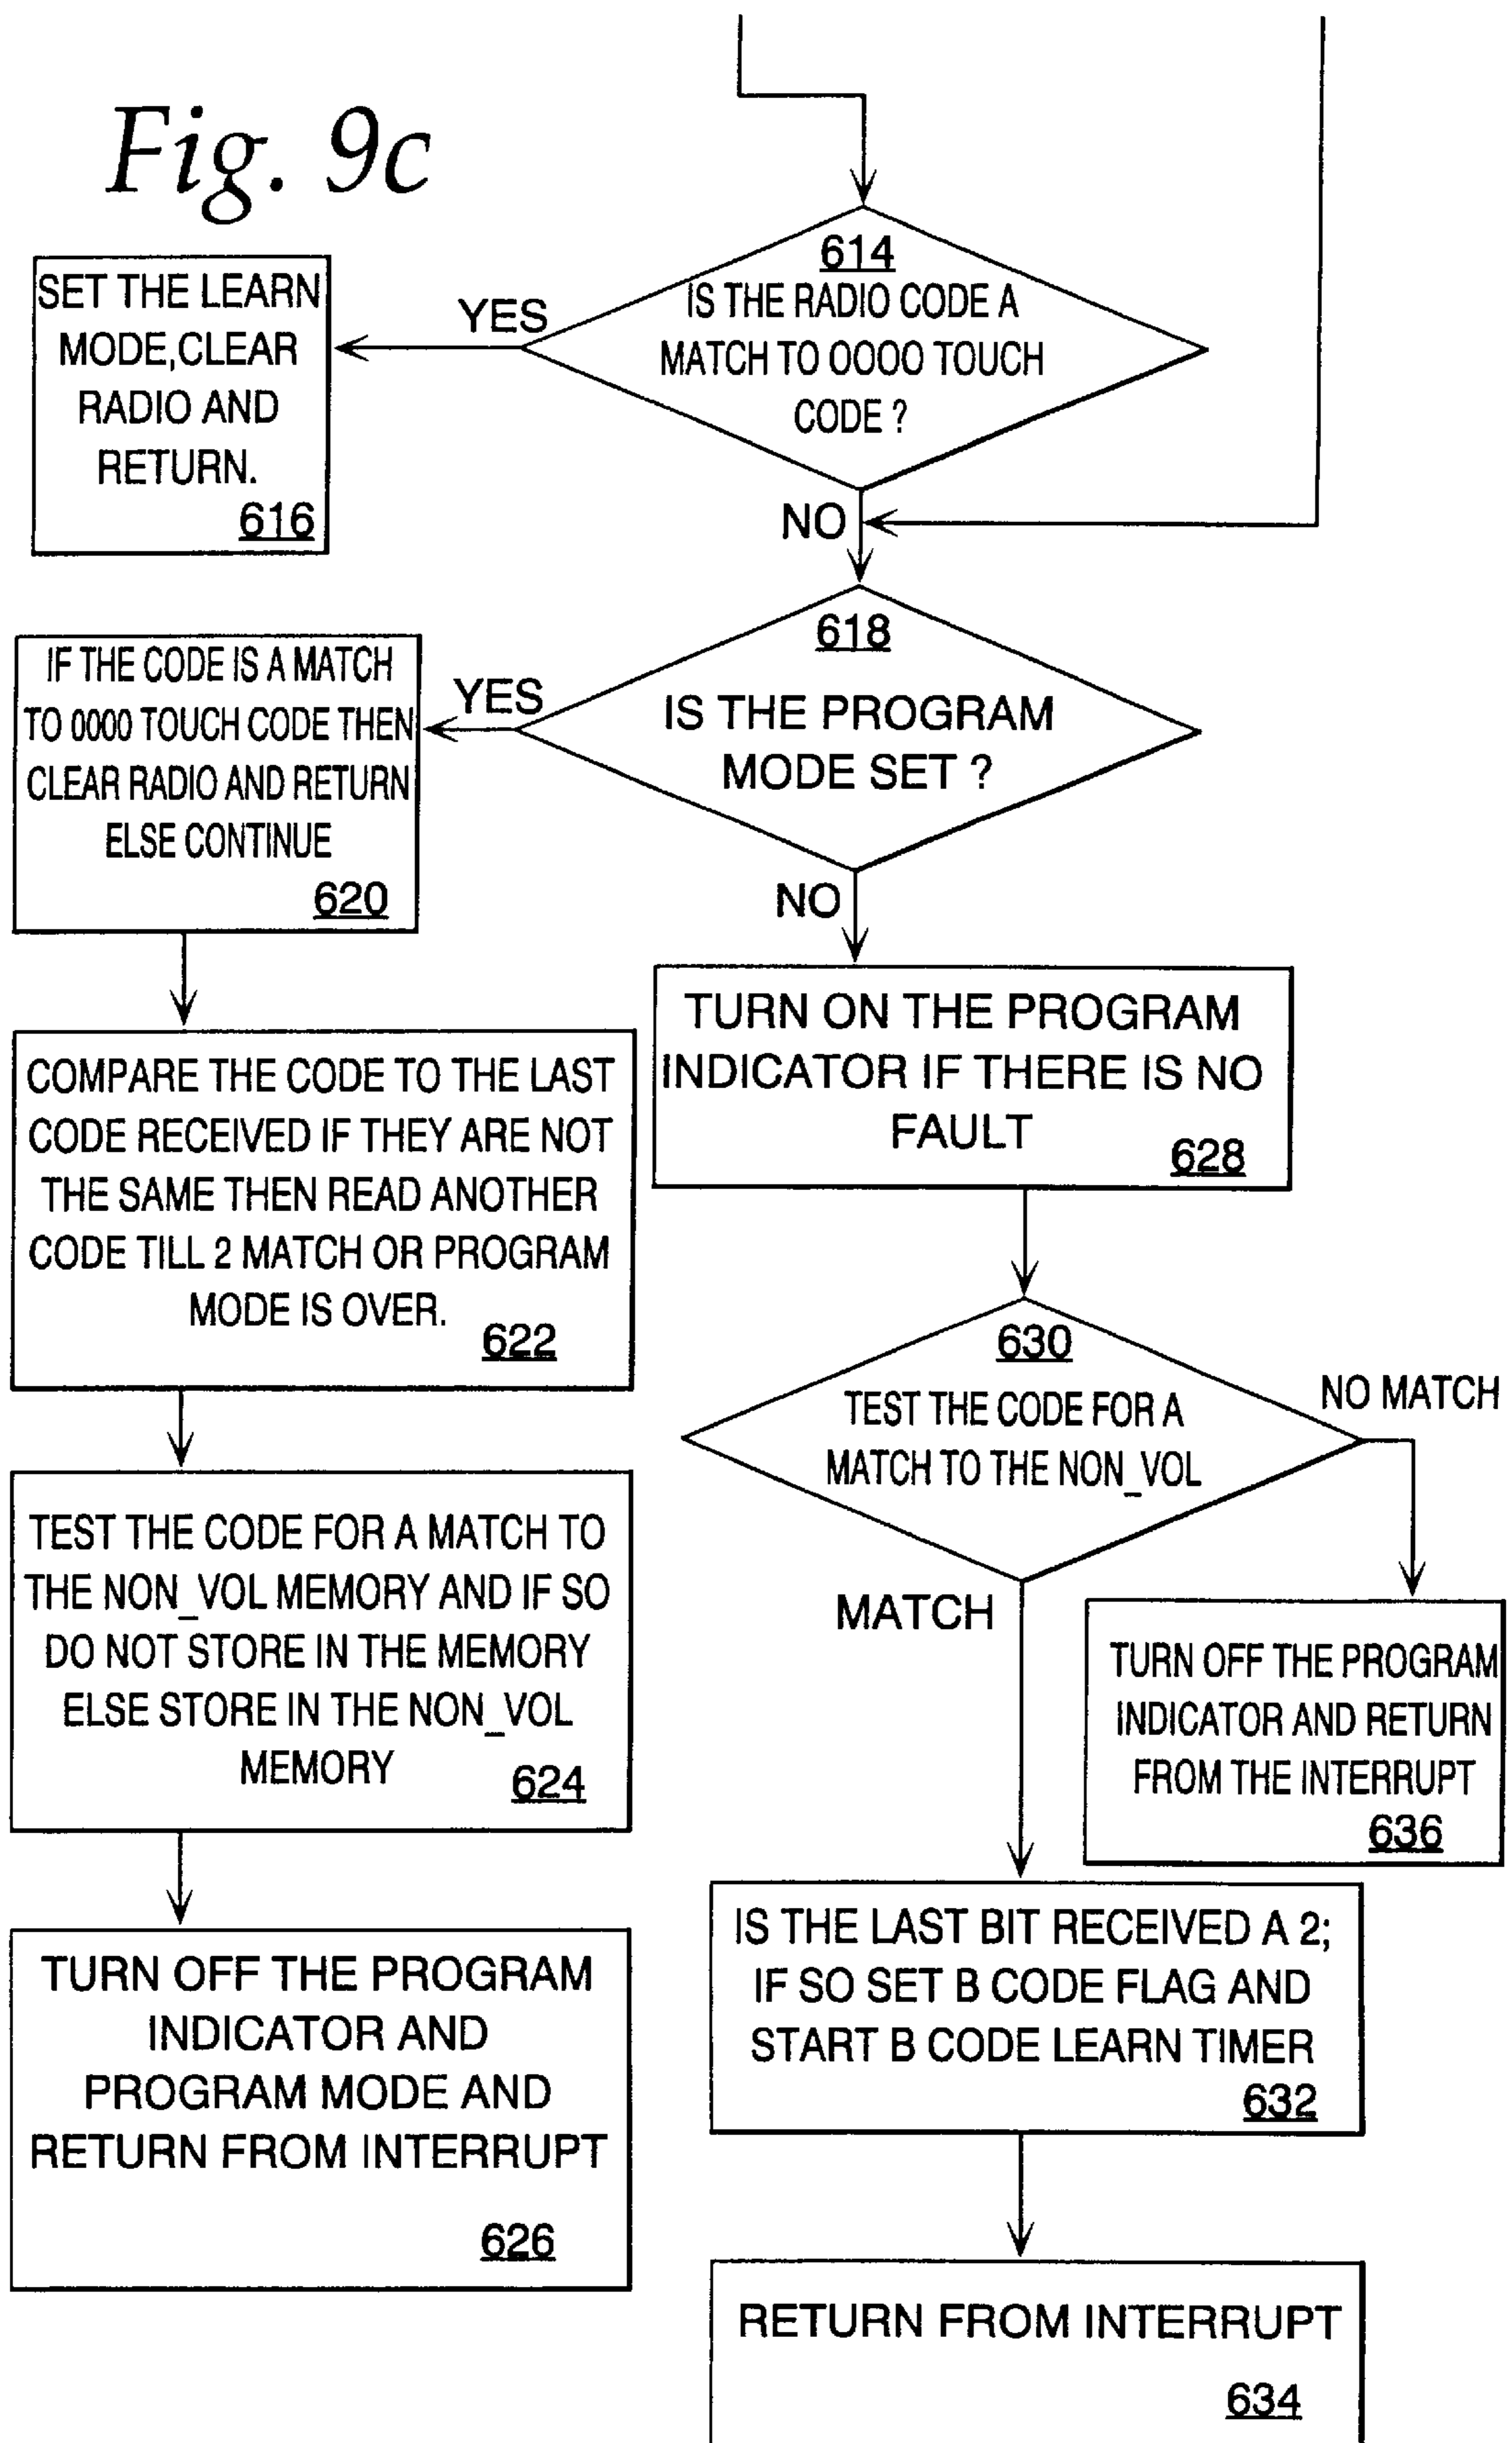 Fig. 9c
614
IS THE RADIO CODE A
MATCH TO 0000 TOUCH
CODE ?
YES
SET THE LEARN
MODE,CLEAR
RADIO AND
RETURN.
616
NO
618
IS THE PROGRAM
MODE SET ?
YES
IF THE CODE IS A MATCH
TO 0000 TOUCH CODE THEN
CLEAR RADIO AND RETURN
ELSE CONTINUE
620
NO
COMPARE THE CODE TO THE LAST
CODE RECEIVED IF THEY ARE NOT
THE SAME THEN READ ANOTHER
CODE TILL 2 MATCH OR PROGRAM
MODE IS OVER.
622
TEST THE CODE FOR A MATCH TO
THE NON_VOL MEMORY AND IF SO
DO NOT STORE IN THE MEMORY
ELSE STORE IN THE NON_VOL
MEMORY
624
TURN OFF THE PROGRAM
INDICATOR AND
PROGRAM MODE AND
RETURN FROM INTERRUPT
626
TURN ON THE PROGRAM
INDICATOR IF THERE IS NO
FAULT
628
630
TEST THE CODE FOR A
MATCH TO THE NON_VOL
NO MATCH
MATCH
TURN OFF THE PROGRAM
INDICATOR AND RETURN
FROM THE INTERRUPT
636
IS THE LAST BIT RECEIVED A 2;
IF SO SET B CODE FLAG AND
START B CODE LEARN TIMER
632
RETURN FROM INTERRUPT
634